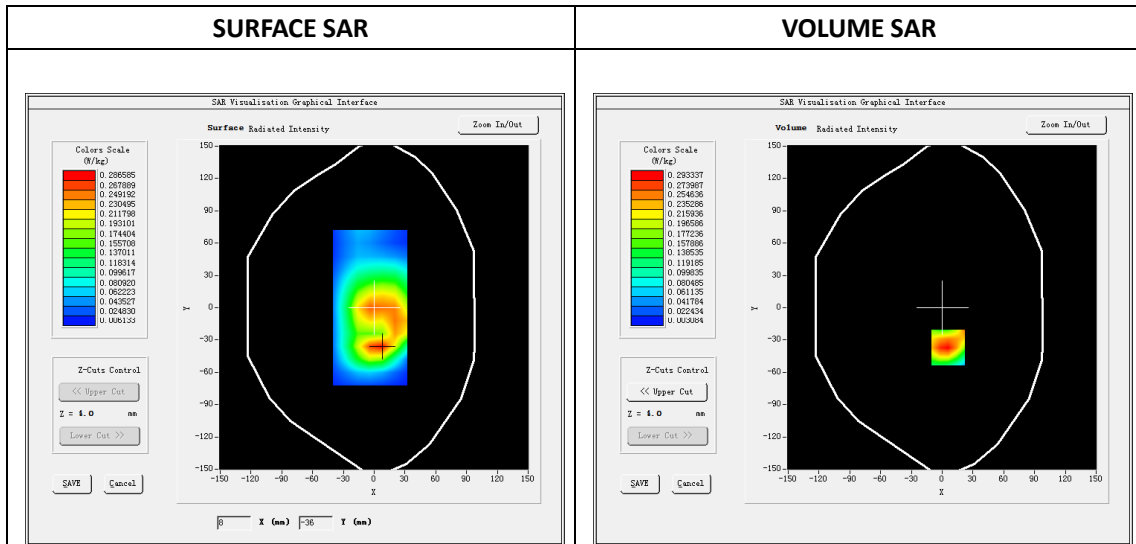 SURFACE SAR
VOLUME SAR
SAR Visualisation Graphical Interface
Surface Radiated Intensity
Zoom In/Out
Colors Scale
(W/kg)
0.286585
0.267889
0.249192
0.230495
0.211798
0.193101
0.174404
0.155708
0.137011
0.118314
0.099617
0.080920
0.062223
0.043527
0.024830
0.006133
150
90
60
30
0
-30
-60
-90
-120
-150
Y
-150 -120 -90 -60 -30 0 30 60 90 120 150
X
Z-Cuts Control
<< Upper Cut
Z = 4.0 mm
Lower Cut >>
SAVE Cancel
8 X (mm) -36 Y (mm)
SAR Visualisation Graphical Interface
Volume Radiated Intensity
Zoom In/Out
Colors Scale
(W/kg)
0.293337
0.273987
0.254636
0.235286
0.215936
0.196586
0.177236
0.157886
0.138535
0.119185
0.099835
0.080485
0.061135
0.041784
0.022434
0.003084
150
90
60
30
0
-30
-60
-90
-120
-150
Y
-150 -120 -90 -60 -30 0 30 60 90 120 150
X
Z-Cuts Control
<< Upper Cut
Z = 4.0 mm
Lower Cut >>
SAVE Cancel